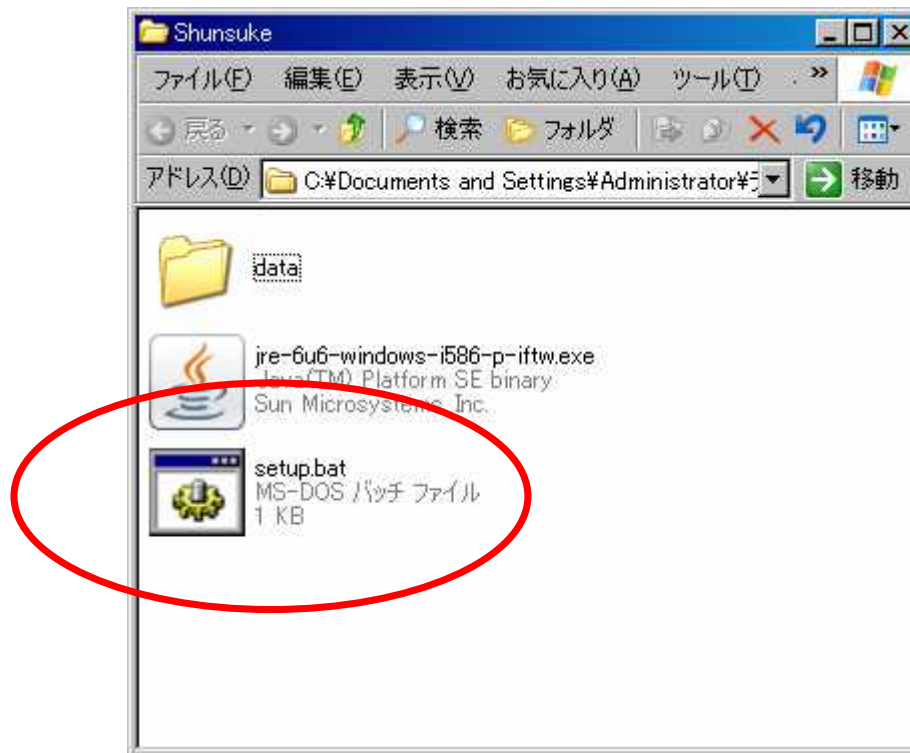 Shunsuke
ファイル(F) 編集(E) 表示(V) お気に入り(A) ツール(T) »
戻る 検索 フォルダ
アドレス(D) C:¥Documents and Settings¥Administrator¥デ 移動
data
jre-6u6-windows-i586-p-iftw.exe
Java(TM) Platform SE binary
Sun Microsystems, Inc.
setup.bat
MS-DOS バッチ ファイル
1 KB